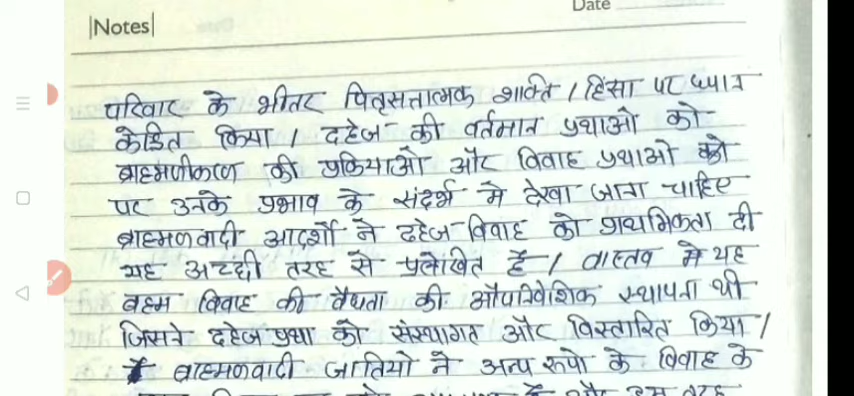 Date
|Notes|
परिवार के भीतर पितृसत्तात्मक शक्ति / हिंसा पर ध्यान
केंद्रित किया । दहेज की वर्तमान प्रथाओ को
ब्राह्मणीकरण की प्रकियाओ और विवाह प्रथाओ को
पर उनके प्रभाव के संदर्भ मे देखा जाना चाहिए
ब्राह्मणवादी आदर्शो ने दहेज विवाह को प्राथमिकता दी
यह अच्छी तरह से प्रलेखित है । वास्तव मे यह
ब्रह्म विवाह की वैधता की औपनिवेशिक स्थापना थी
जिसने दहेज प्रथा को संस्थागत और विस्तारित किया ।
ब्राह्मणवादी जातियो ने अन्य रूपो के विवाह के